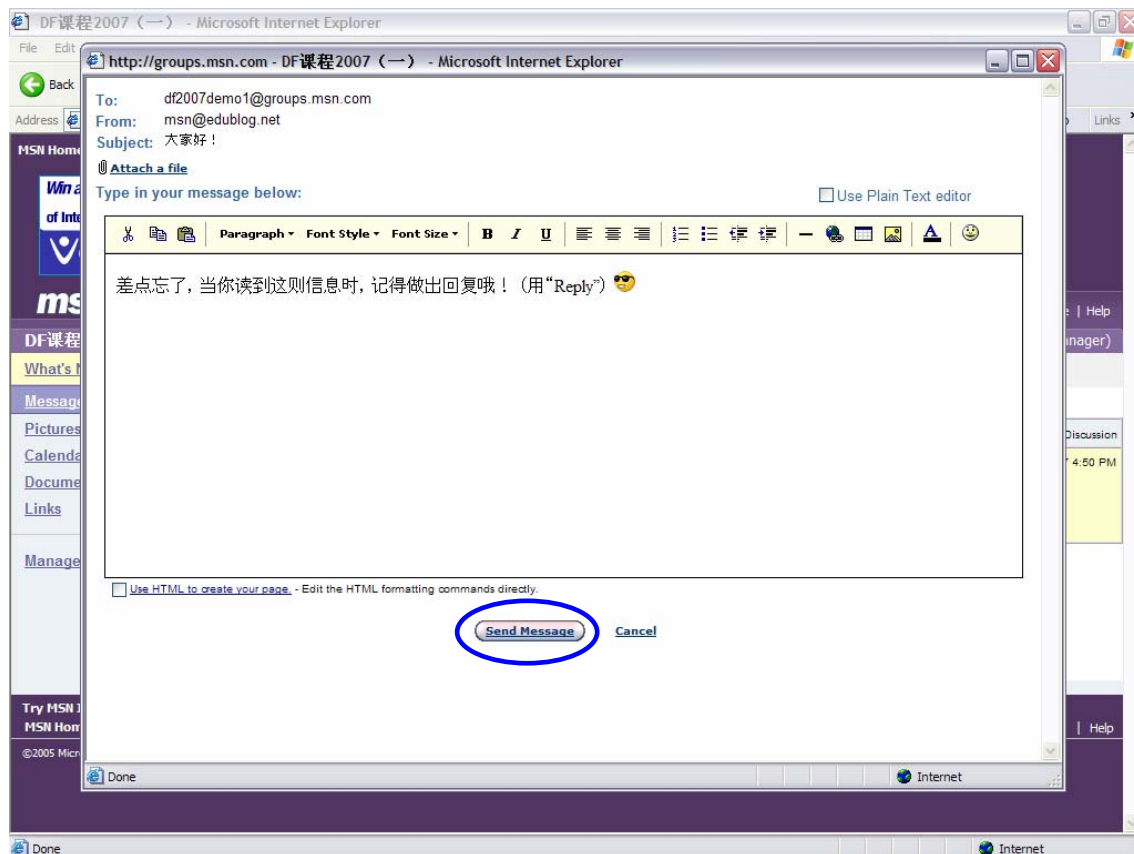 DF课程2007（一） - Microsoft Internet Explorer
File Edit
http://groups.msn.com - DF课程2007（一） - Microsoft Internet Explorer
Back
To: df2007demo1@groups.msn.com
Address
From: msn@edublog.net
Links
Subject: 大家好！
MSN Home
Attach a file
Type in your message below:
Use Plain Text editor
Win a
of Inte
Paragraph Font Style Font Size B I U A
差点忘了, 当你读到这则信息时, 记得做出回复哦！（用“Reply”）
ms
| Help
DF课程
nager)
What's N
Message
Pictures
Discussion
Calenda
4:50 PM
Docume
Links
Manage
Use HTML to create your page. - Edit the HTML formatting commands directly.
Send Message Cancel
Try MSN I
MSN Hom
| Help
©2005 Micr
Done Internet
Done Internet